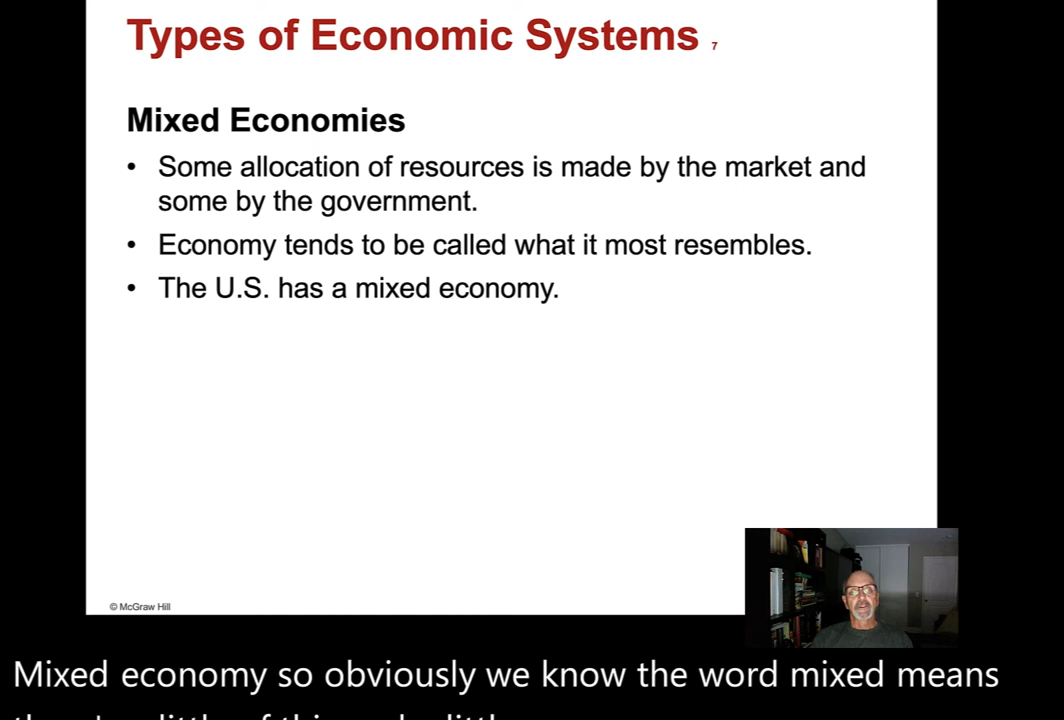 Types of Economic Systems 7
Mixed Economies
• Some allocation of resources is made by the market and
some by the government.
• Economy tends to be called what it most resembles.
• The U.S. has a mixed economy.
© McGraw Hill
Mixed economy so obviously we know the word mixed means